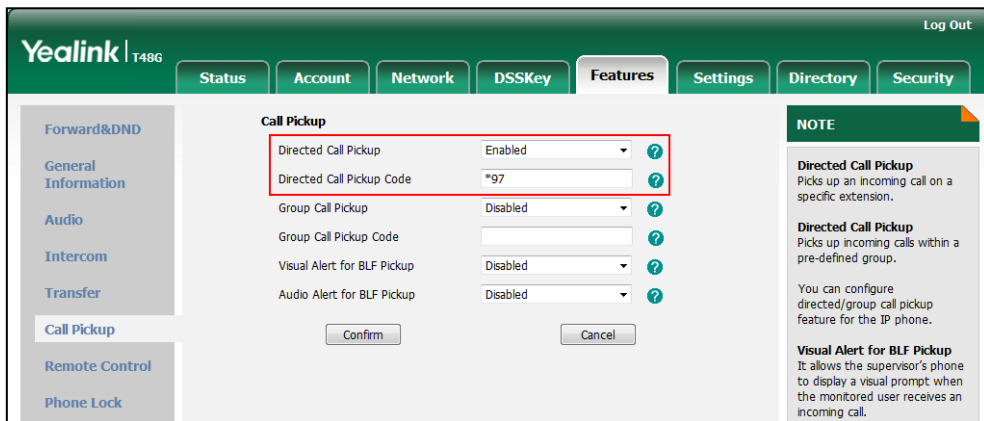 Log Out
Yealink T48G
Status Account Network DSSKey Features Settings Directory Security
Forward&DND
General
Information
Audio
Intercom
Transfer
Call Pickup
Remote Control
Phone Lock
Call Pickup
Directed Call Pickup Enabled ?
Directed Call Pickup Code *97 ?
Group Call Pickup Disabled ?
Group Call Pickup Code ?
Visual Alert for BLF Pickup Disabled ?
Audio Alert for BLF Pickup Disabled ?
Confirm Cancel
NOTE
Directed Call Pickup
Picks up an incoming call on a
specific extension.
Directed Call Pickup
Picks up incoming calls within a
pre-defined group.
You can configure
directed/group call pickup
feature for the IP phone.
Visual Alert for BLF Pickup
It allows the supervisor's phone
to display a visual prompt when
the monitored user receives an
incoming call.